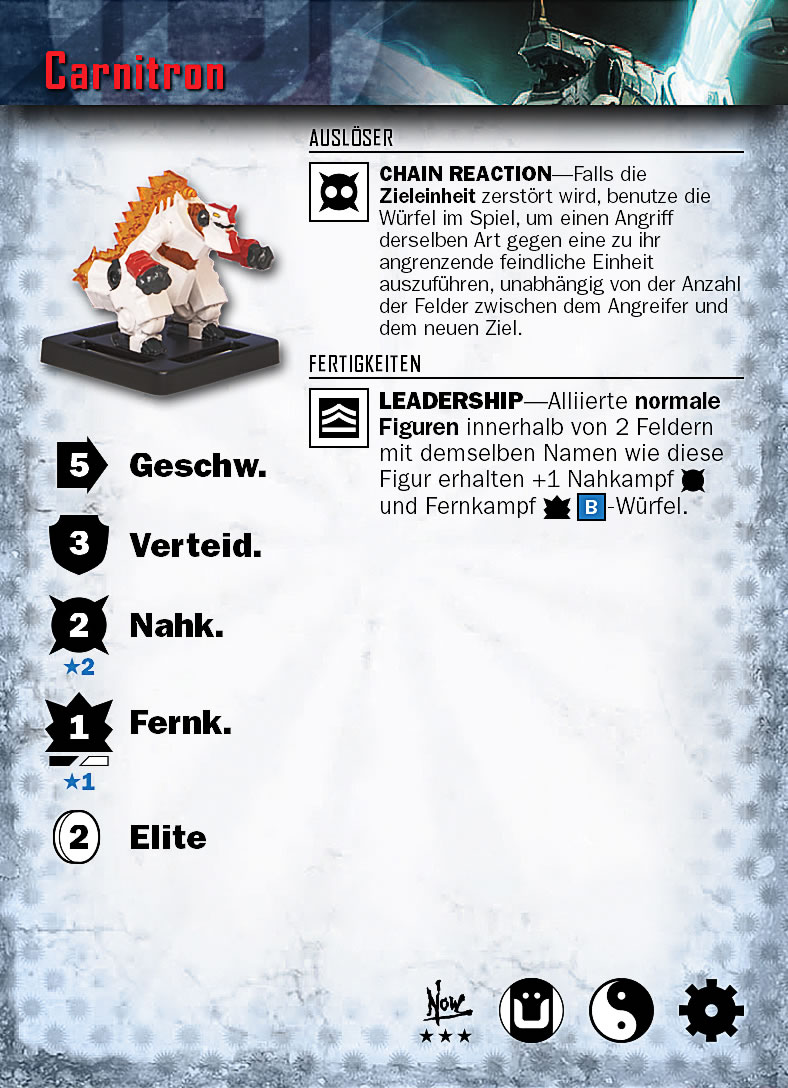 Carnitron
AUSLÖSER
CHAIN REACTION—Falls die
Zieleinheit zerstört wird, benutze die
Würfel im Spiel, um einen Angriff
derselben Art gegen eine zu ihr
angrenzende feindliche Einheit
auszuführen, unabhängig von der Anzahl
der Felder zwischen dem Angreifer und
dem neuen Ziel.
FERTIGKEITEN
LEADERSHIP—Alliierte normale
Figuren innerhalb von 2 Feldern
mit demselben Namen wie diese
Figur erhalten +1 Nahkampf
und Fernkampf B-Würfel.
5 Geschw.
3 Verteid.
2 Nahk.
★2
1 Fernk.
★1
2 Elite
Now
★★★
Ü